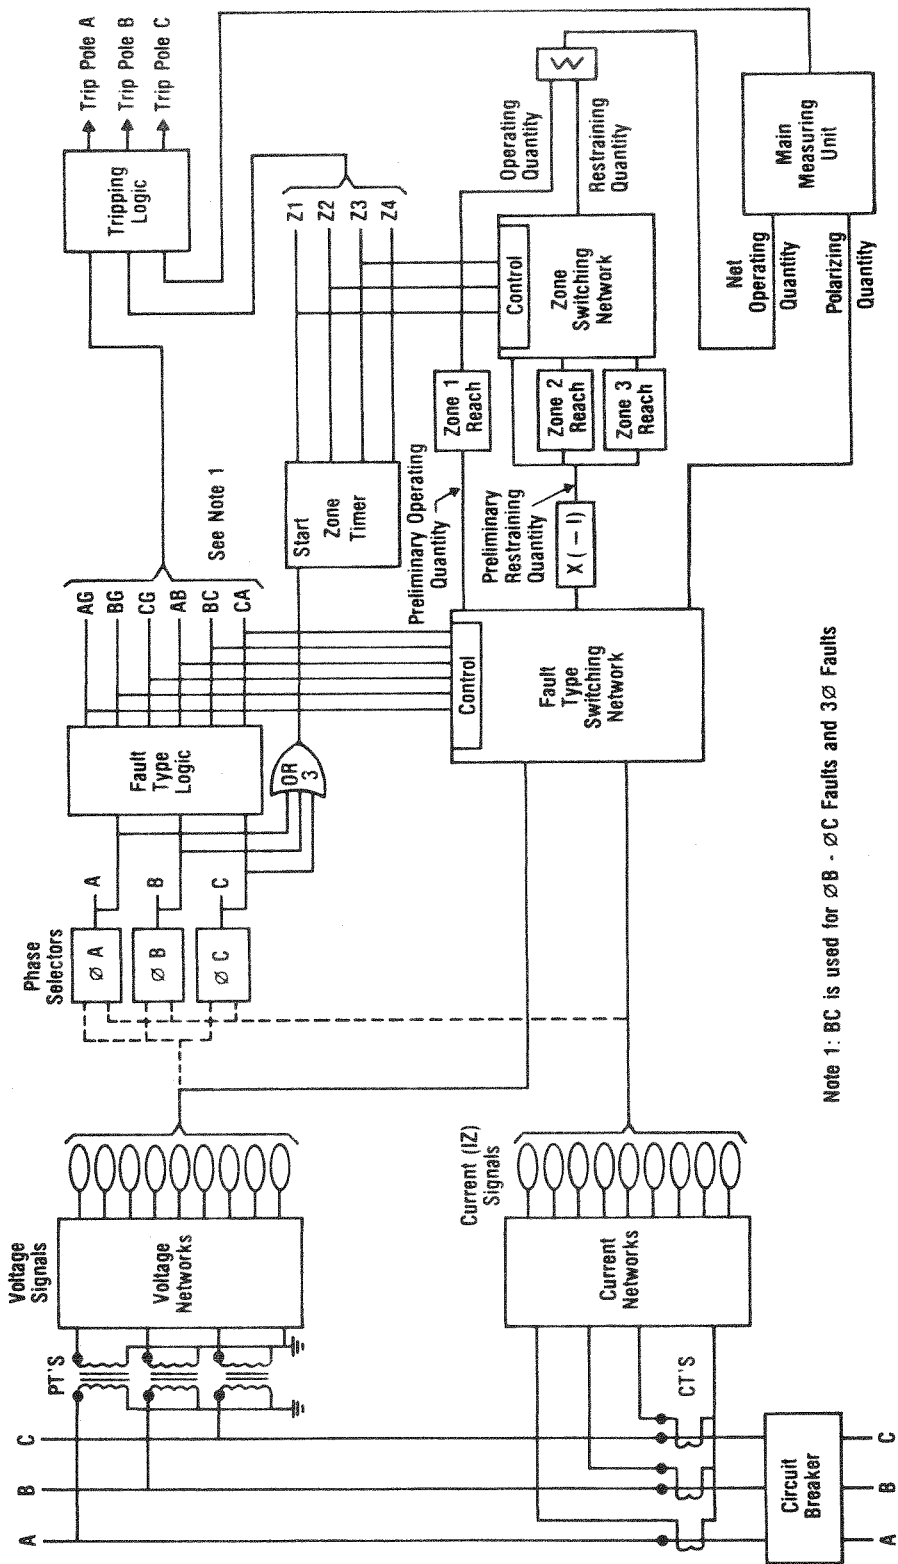 A
B
C
PT'S
Voltage
Signals
Voltage
Networks
Current (IZ)
Signals
Current
Networks
CT'S
Circuit
Breaker
A
B
C
Phase
Selectors
Ø A
Ø B
Ø C
A
B
C
Fault
Type
Logic
OR
3
AG
BG
CG
AB
BC
CA
See Note 1
Control
Fault
Type
Switching
Network
Start
Zone
Timer
Z1
Z2
Z3
Z4
Tripping
Logic
Trip Pole A
Trip Pole B
Trip Pole C
Preliminary Operating
Quantity
Preliminary
Restraining
Quantity
X ( – I)
Zone 1
Reach
Zone 2
Reach
Zone 3
Reach
Control
Zone
Switching
Network
Operating
Quantity
Restraining
Quantity
Σ
Net
Operating
Quantity
Polarizing
Quantity
Main
Measuring
Unit
Note 1: BC is used for ØB - ØC Faults and 3Ø Faults